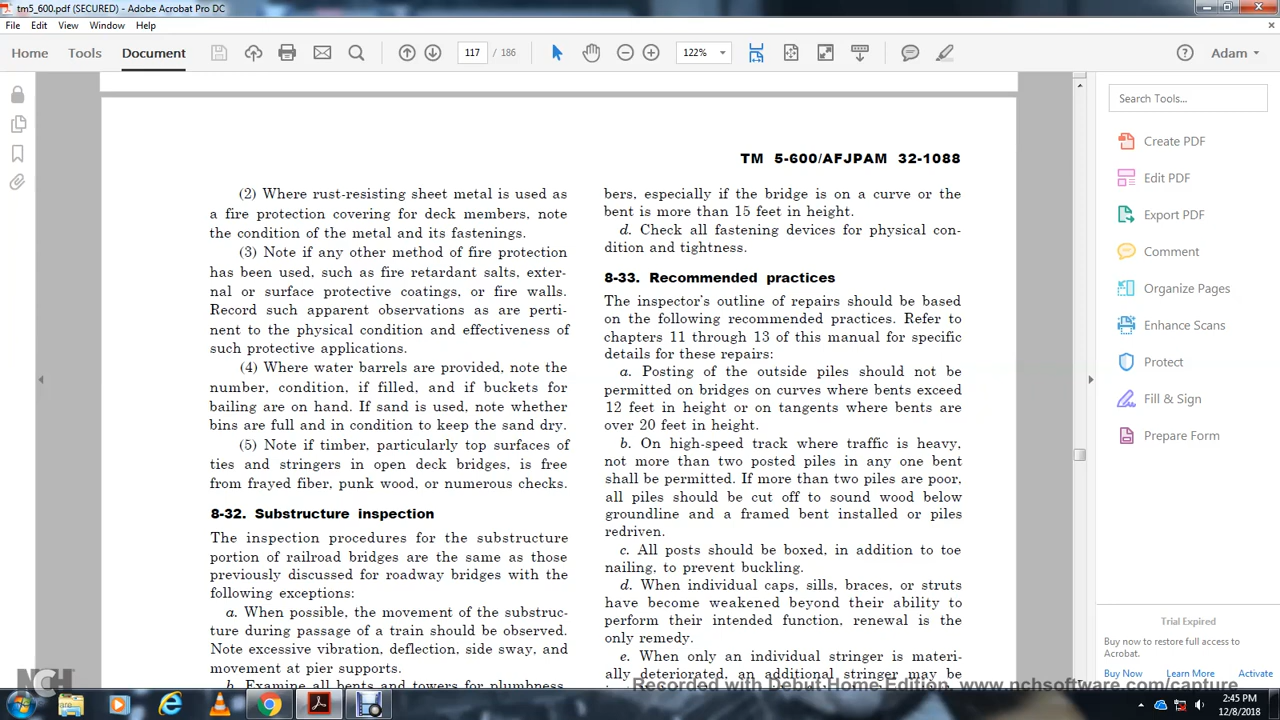 tm5_600.pdf (SECURED) - Adobe Acrobat Pro DC
File Edit View Window Help
Home Tools Document 117 / 186 122% Adam
Search Tools...
Create PDF
Edit PDF
Export PDF
Comment
Organize Pages
Enhance Scans
Protect
Fill & Sign
Prepare Form
Trial Expired
Buy now to restore full access to
Acrobat.
Buy Now Learn More Activate
TM 5-600/AFJPAM 32-1088
(2) Where rust-resisting sheet metal is used as
a fire protection covering for deck members, note
the condition of the metal and its fastenings.
(3) Note if any other method of fire protection
has been used, such as fire retardant salts, exter-
nal or surface protective coatings, or fire walls.
Record such apparent observations as are perti-
nent to the physical condition and effectiveness of
such protective applications.
(4) Where water barrels are provided, note the
number, condition, if filled, and if buckets for
bailing are on hand. If sand is used, note whether
bins are full and in condition to keep the sand dry.
(5) Note if timber, particularly top surfaces of
ties and stringers in open deck bridges, is free
from frayed fiber, punk wood, or numerous checks.
8-32. Substructure inspection
The inspection procedures for the substructure
portion of railroad bridges are the same as those
previously discussed for roadway bridges with the
following exceptions:
a. When possible, the movement of the substruc-
ture during passage of a train should be observed.
Note excessive vibration, deflection, side sway, and
movement at pier supports.
b. Examine all bents and towers for plumbness,
bers, especially if the bridge is on a curve or the
bent is more than 15 feet in height.
d. Check all fastening devices for physical con-
dition and tightness.
8-33. Recommended practices
The inspector's outline of repairs should be based
on the following recommended practices. Refer to
chapters 11 through 13 of this manual for specific
details for these repairs:
a. Posting of the outside piles should not be
permitted on bridges on curves where bents exceed
12 feet in height or on tangents where bents are
over 20 feet in height.
b. On high-speed track where traffic is heavy,
not more than two posted piles in any one bent
shall be permitted. If more than two piles are poor,
all piles should be cut off to sound wood below
groundline and a framed bent installed or piles
redriven.
c. All posts should be boxed, in addition to toe
nailing, to prevent buckling.
d. When individual caps, sills, braces, or struts
have become weakened beyond their ability to
perform their intended function, renewal is the
only remedy.
e. When only an individual stringer is materi-
ally deteriorated, an additional stringer may be
NCH
Recorded with Debut Home Edition. www.nchsoftware.com/capture
2:45 PM
12/8/2018